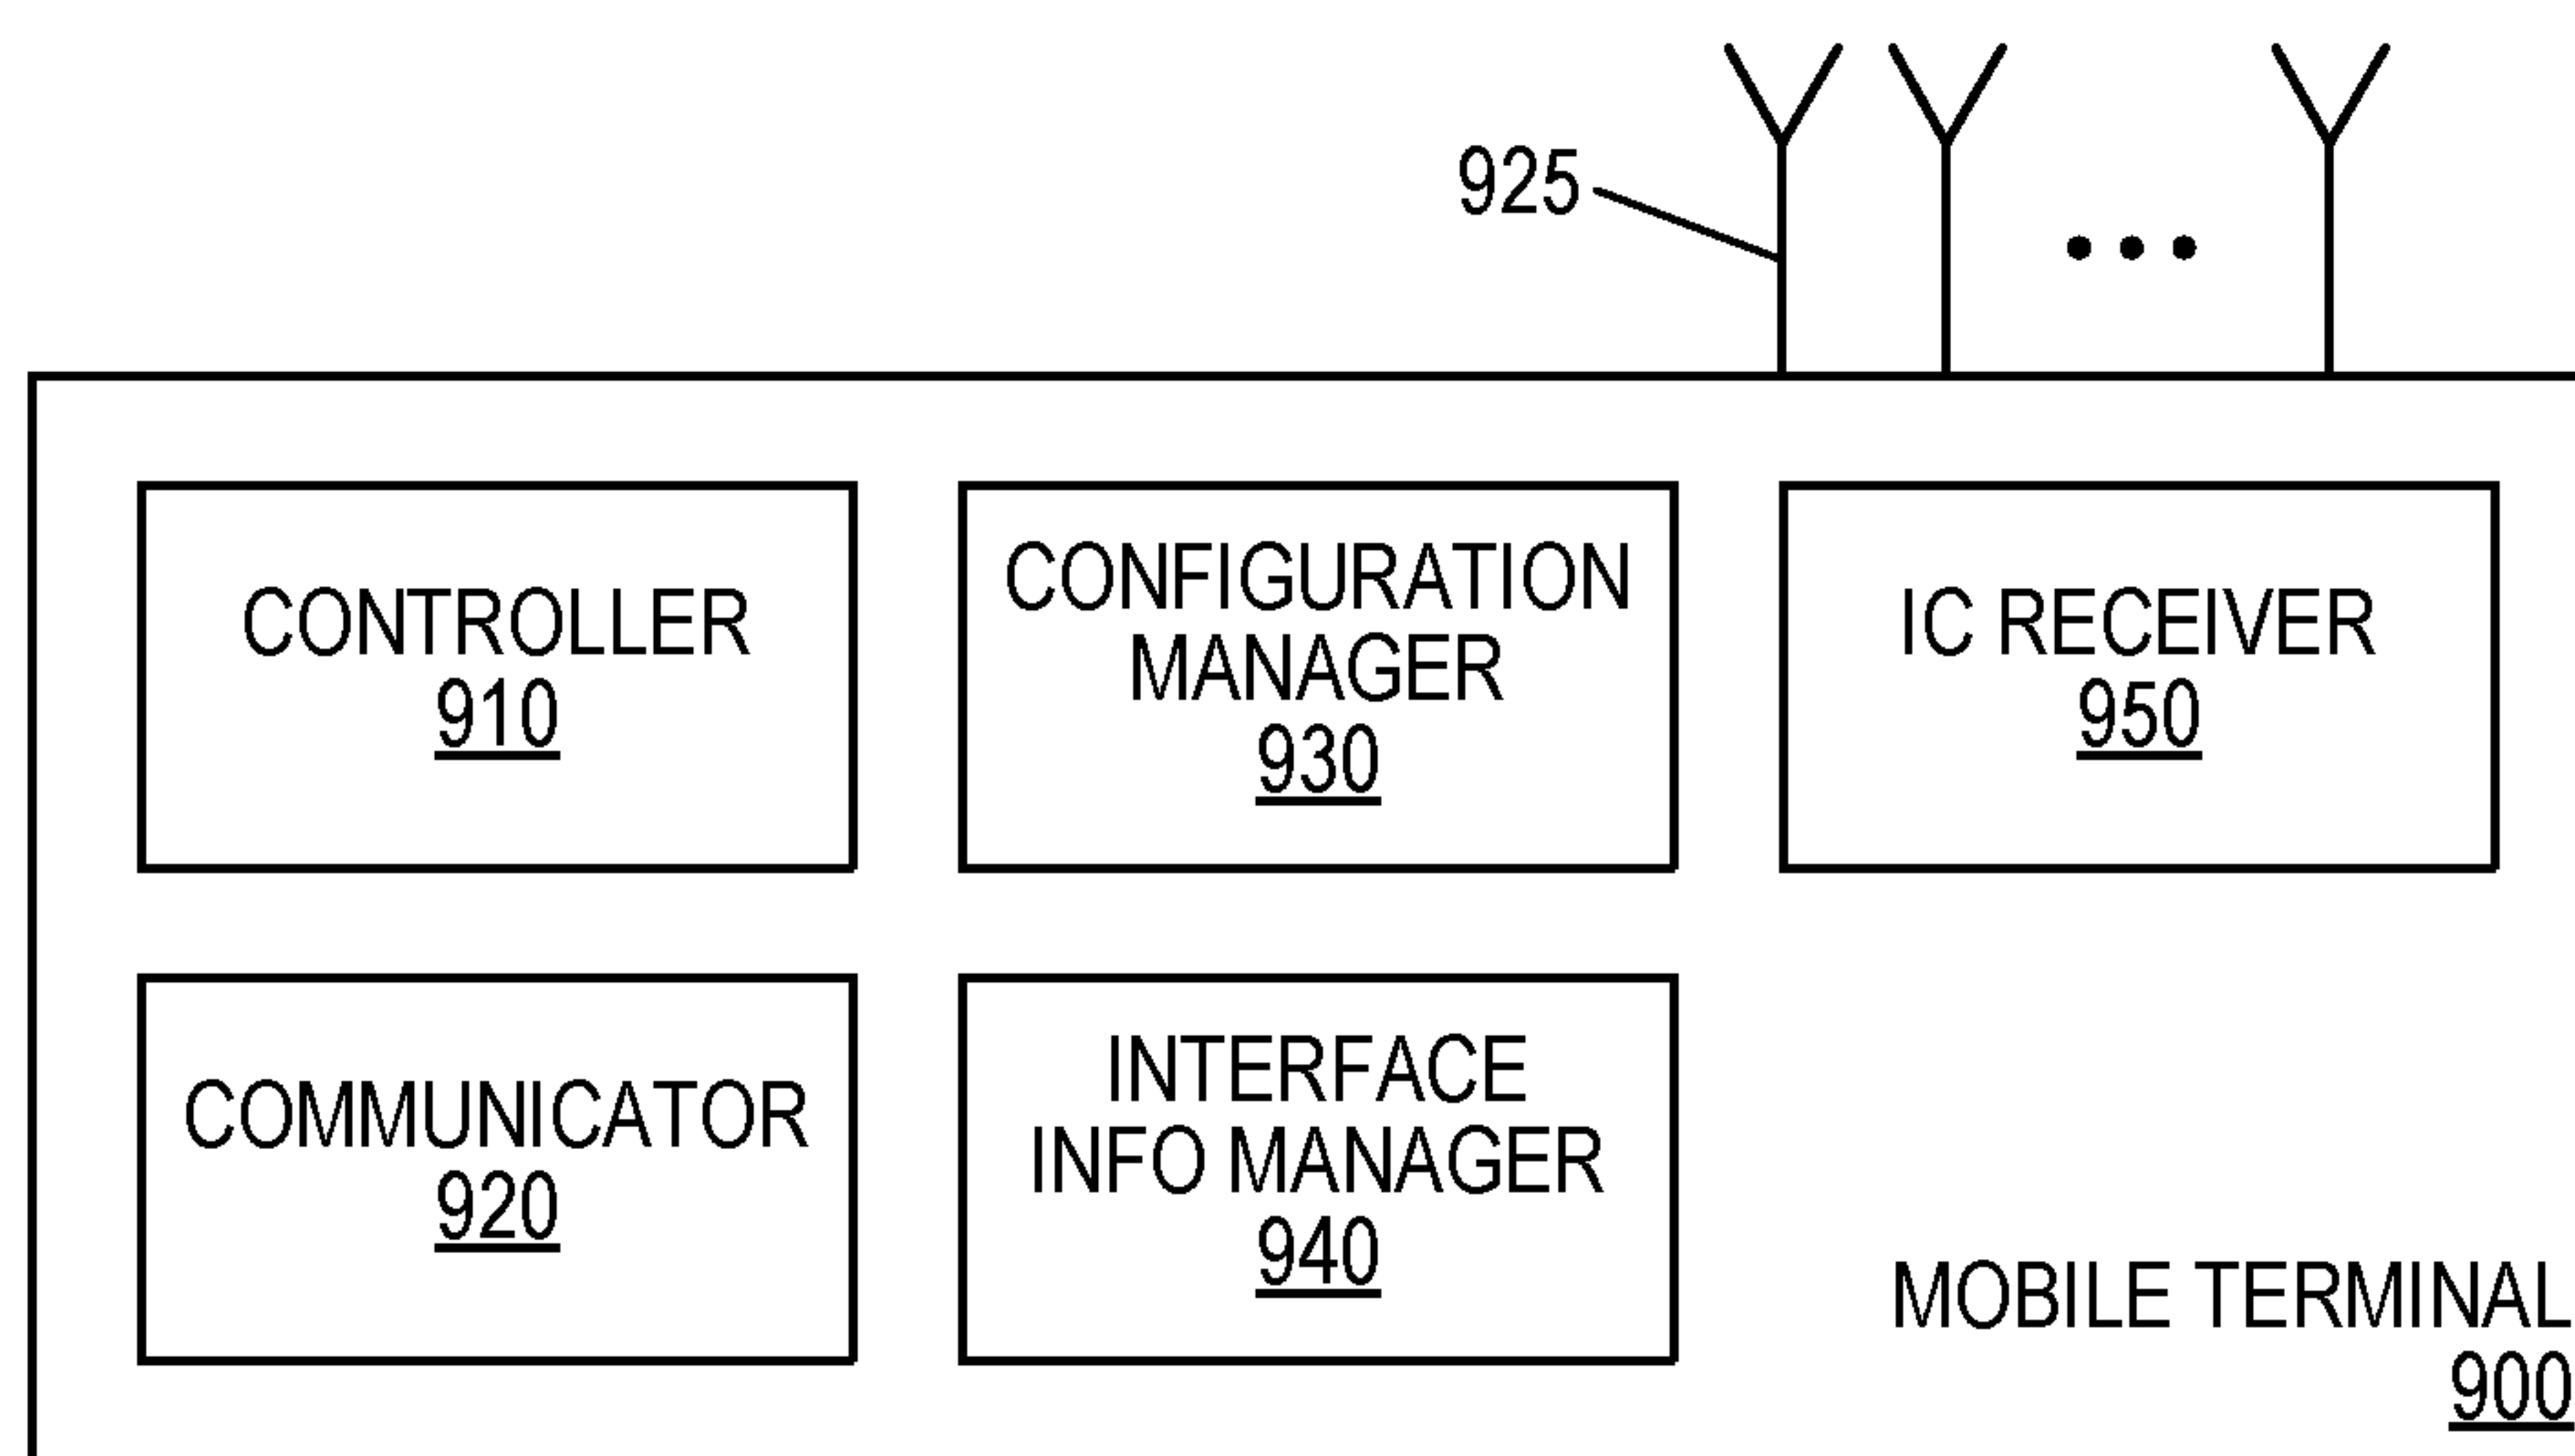 925
CONTROLLER
910
CONFIGURATION
MANAGER
930
IC RECEIVER
950
COMMUNICATOR
920
INTERFACE
INFO MANAGER
940
MOBILE TERMINAL
900